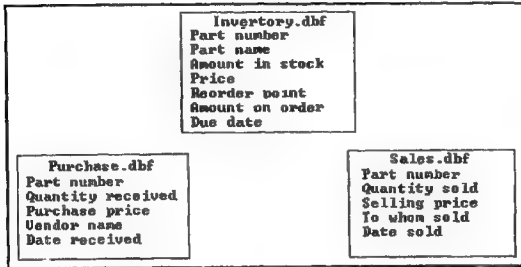 Inventory.dbf
Part number
Part name
Amount in stock
Price
Reorder point
Amount on order
Due date
Purchase.dbf
Part number
Quantity received
Purchase price
Vendor name
Date received
Sales.dbf
Part number
Quantity sold
Selling price
To whom sold
Date sold